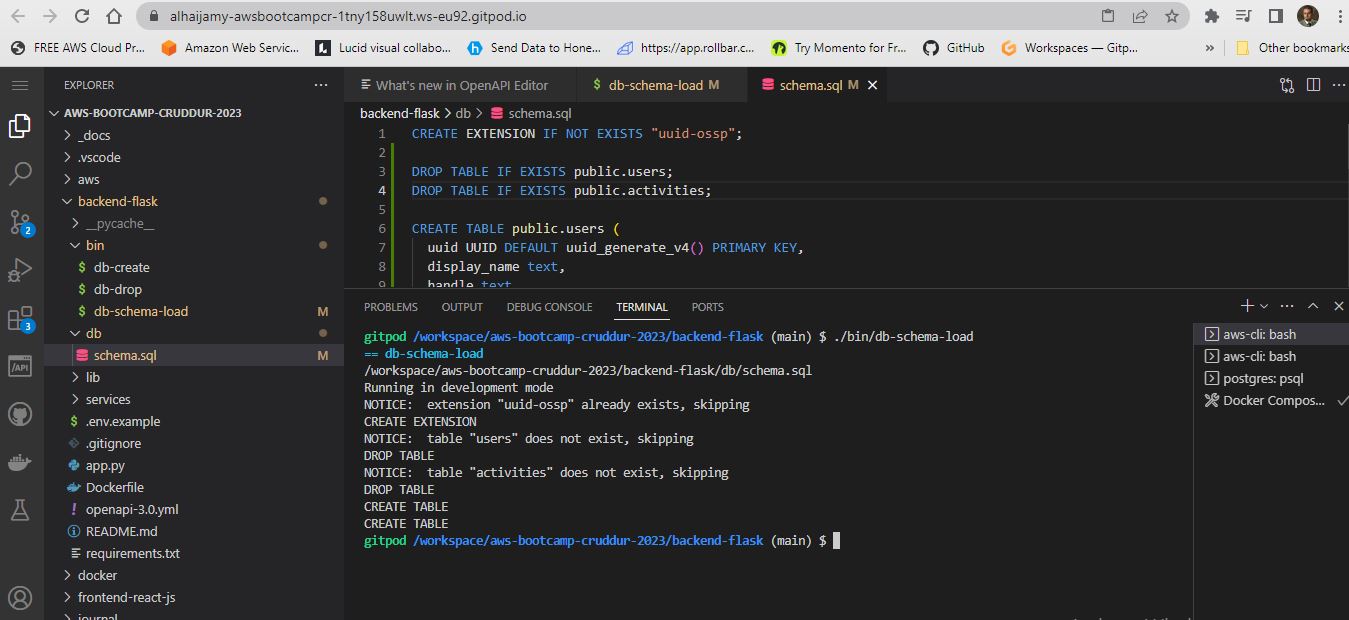 alhaijamy-awsbootcampcr-1tny158uwlt.ws-eu92.gitpod.io
FREE AWS Cloud Pr... Amazon Web Servic... Lucid visual collabo... Send Data to Hone... https://app.rollbar.c... Try Momento for Fr... GitHub Workspaces — Gitp... » Other bookmarks
EXPLORER ...
AWS-BOOTCAMP-CRUDDUR-2023
_docs
.vscode
aws
backend-flask
__pycache__
bin
$ db-create
$ db-drop
$ db-schema-load M
db
schema.sql M
lib
services
$ .env.example
.gitignore
app.py
Dockerfile
! openapi-3.0.yml
README.md
requirements.txt
docker
frontend-react-js
journal
2
3
/API
What's new in OpenAPI Editor $ db-schema-load M schema.sql M
backend-flask > db > schema.sql
1 CREATE EXTENSION IF NOT EXISTS "uuid-ossp";
2
3 DROP TABLE IF EXISTS public.users;
4 DROP TABLE IF EXISTS public.activities;
5
6 CREATE TABLE public.users (
7 uuid UUID DEFAULT uuid_generate_v4() PRIMARY KEY,
8 display_name text,
9 handle text
PROBLEMS OUTPUT DEBUG CONSOLE TERMINAL PORTS
gitpod /workspace/aws-bootcamp-cruddur-2023/backend-flask (main) $ ./bin/db-schema-load
== db-schema-load
/workspace/aws-bootcamp-cruddur-2023/backend-flask/db/schema.sql
Running in development mode
NOTICE:  extension "uuid-ossp" already exists, skipping
CREATE EXTENSION
NOTICE:  table "users" does not exist, skipping
DROP TABLE
NOTICE:  table "activities" does not exist, skipping
DROP TABLE
CREATE TABLE
CREATE TABLE
gitpod /workspace/aws-bootcamp-cruddur-2023/backend-flask (main) $
aws-cli: bash
aws-cli: bash
postgres: psql
Docker Compos...